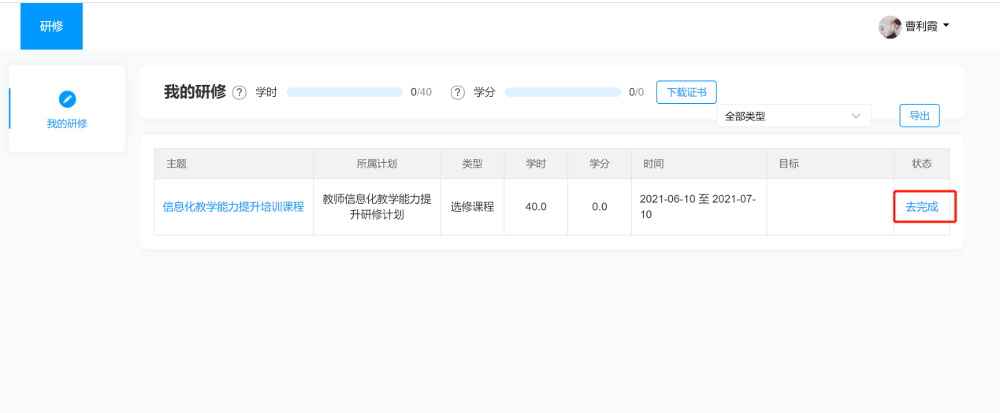 研修
曹利霞
我的研修
我的研修 ? 学时 0/40 ? 学分 0/0 下载证书
全部类型 导出
主题 所属计划 类型 学时 学分 时间 目标 状态
信息化教学能力提升培训课程 教师信息化教学能力提 选修课程 40.0 0.0 2021-06-10 至 2021-07- 去完成
升研修计划 10